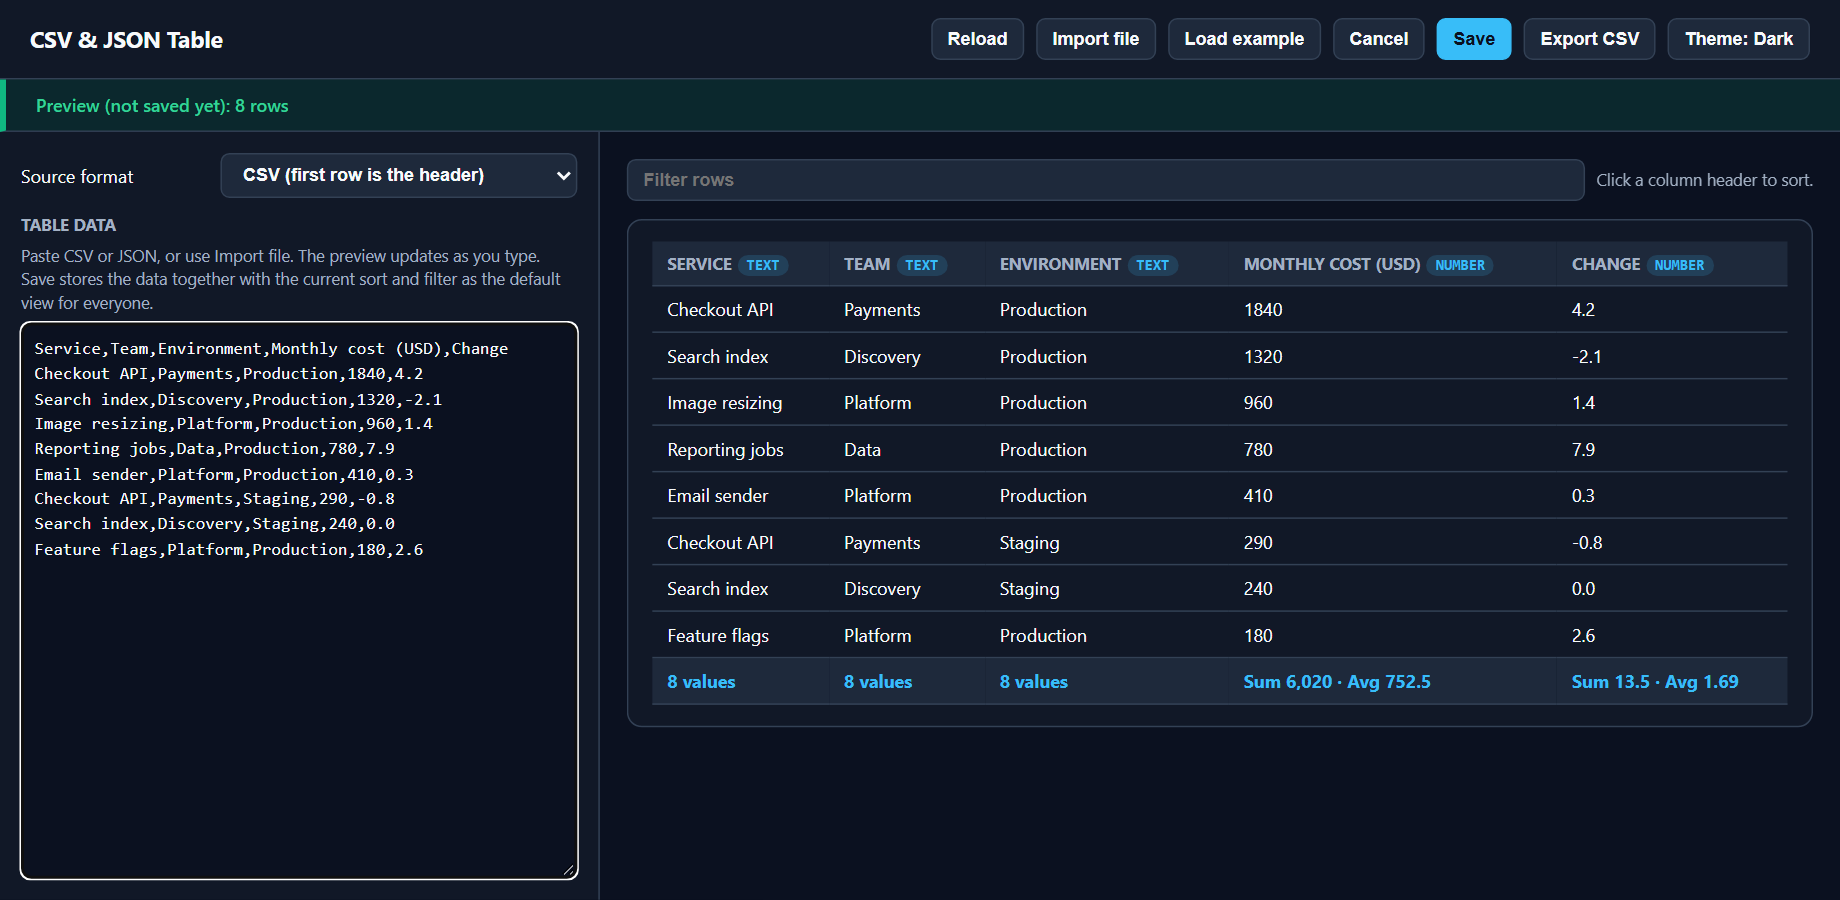 CSV & JSON Table
Reload Import file Load example Cancel Save Export CSV Theme: Dark
Preview (not saved yet): 8 rows
Source format CSV (first row is the header)
TABLE DATA
Paste CSV or JSON, or use Import file. The preview updates as you type.
Save stores the data together with the current sort and filter as the default
view for everyone.
Service,Team,Environment,Monthly cost (USD),Change
Checkout API,Payments,Production,1840,4.2
Search index,Discovery,Production,1320,-2.1
Image resizing,Platform,Production,960,1.4
Reporting jobs,Data,Production,780,7.9
Email sender,Platform,Production,410,0.3
Checkout API,Payments,Staging,290,-0.8
Search index,Discovery,Staging,240,0.0
Feature flags,Platform,Production,180,2.6
Filter rows Click a column header to sort.
SERVICE TEXT TEAM TEXT ENVIRONMENT TEXT MONTHLY COST (USD) NUMBER CHANGE NUMBER
Checkout API Payments Production 1840 4.2
Search index Discovery Production 1320 -2.1
Image resizing Platform Production 960 1.4
Reporting jobs Data Production 780 7.9
Email sender Platform Production 410 0.3
Checkout API Payments Staging 290 -0.8
Search index Discovery Staging 240 0.0
Feature flags Platform Production 180 2.6
8 values 8 values 8 values Sum 6,020 · Avg 752.5 Sum 13.5 · Avg 1.69